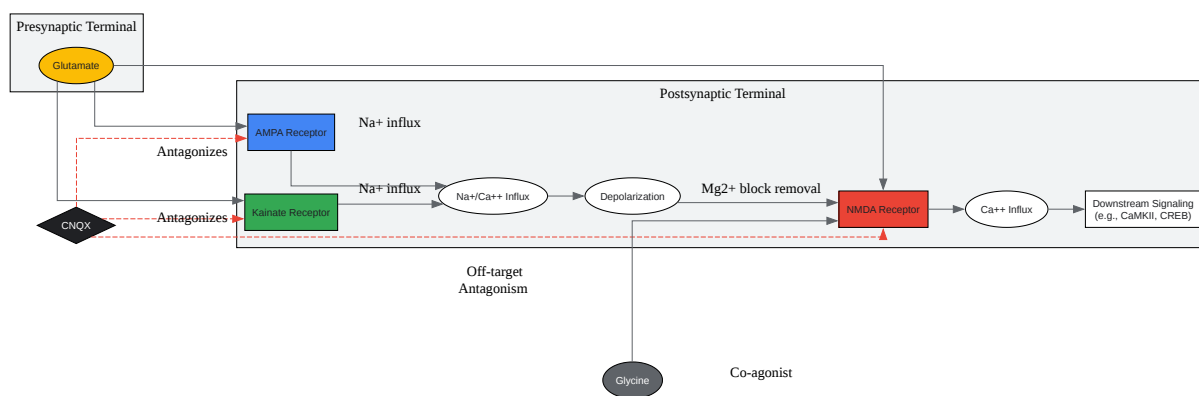 Presynaptic Terminal
Glutamate
Postsynaptic Terminal
AMPA Receptor
Na+ influx
Antagonizes
Kainate Receptor
Na+ influx
Na+/Ca++ Influx
Depolarization
Mg2+ block removal
NMDA Receptor
Ca++ Influx
Downstream Signaling
(e.g., CaMKII, CREB)
CNQX
Antagonizes
Off-target
Antagonism
Glycine
Co-agonist